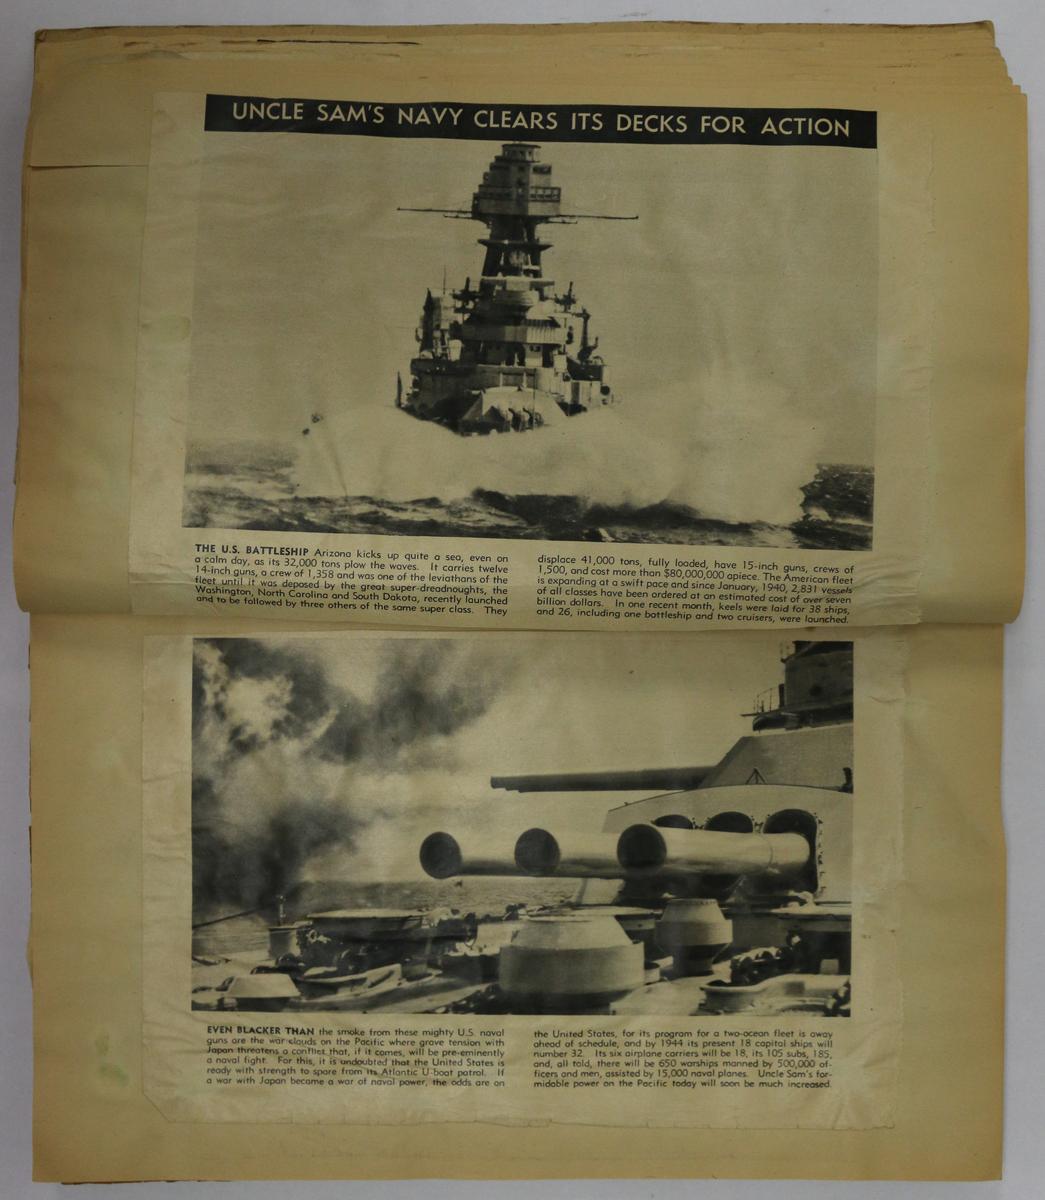 UNCLE SAM'S NAVY CLEARS ITS DECKS FOR ACTION
THE U.S. BATTLESHIP Arizona kicks up quite a sea, even on
a calm day, as its 32,000 tons plow the waves. It carries twelve
14-inch guns, a crew of 1,358 and was one of the leviathans of the
fleet until it was deposed by the great super-dreadnoughts, the
Washington, North Carolina and South Dakota, recently launched
and to be followed by three others of the same super class. They
displace 41,000 tons, fully loaded, have 15-inch guns, crews of
1,500, and cost more than $80,000,000 apiece. The American fleet
is expanding at a swift pace and since January, 1940, 2,831 vessels
of all classes have been ordered at an estimated cost of over seven
billion dollars. In one recent month, keels were laid for 38 ships,
and 26, including one battleship and two cruisers, were launched.
EVEN BLACKER THAN the smoke from these mighty U.S. naval
guns are the war clouds on the Pacific where grave tension with
Japan threatens a conflict that, if it comes, will be pre-eminently
a naval fight. For this, it is undoubted that the United States is
ready with strength to spare from its Atlantic U-boat patrol. If
a war with Japan became a war of naval power, the odds are on
the United States, for its program for a two-ocean fleet is away
ahead of schedule, and by 1944 its present 18 capital ships will
number 32. Its six airplane carriers will be 18, its 105 subs, 185,
and, all told, there will be 650 warships manned by 500,000 of-
ficers and men, assisted by 15,000 naval planes. Uncle Sam's for-
midable power on the Pacific today will soon be much increased.